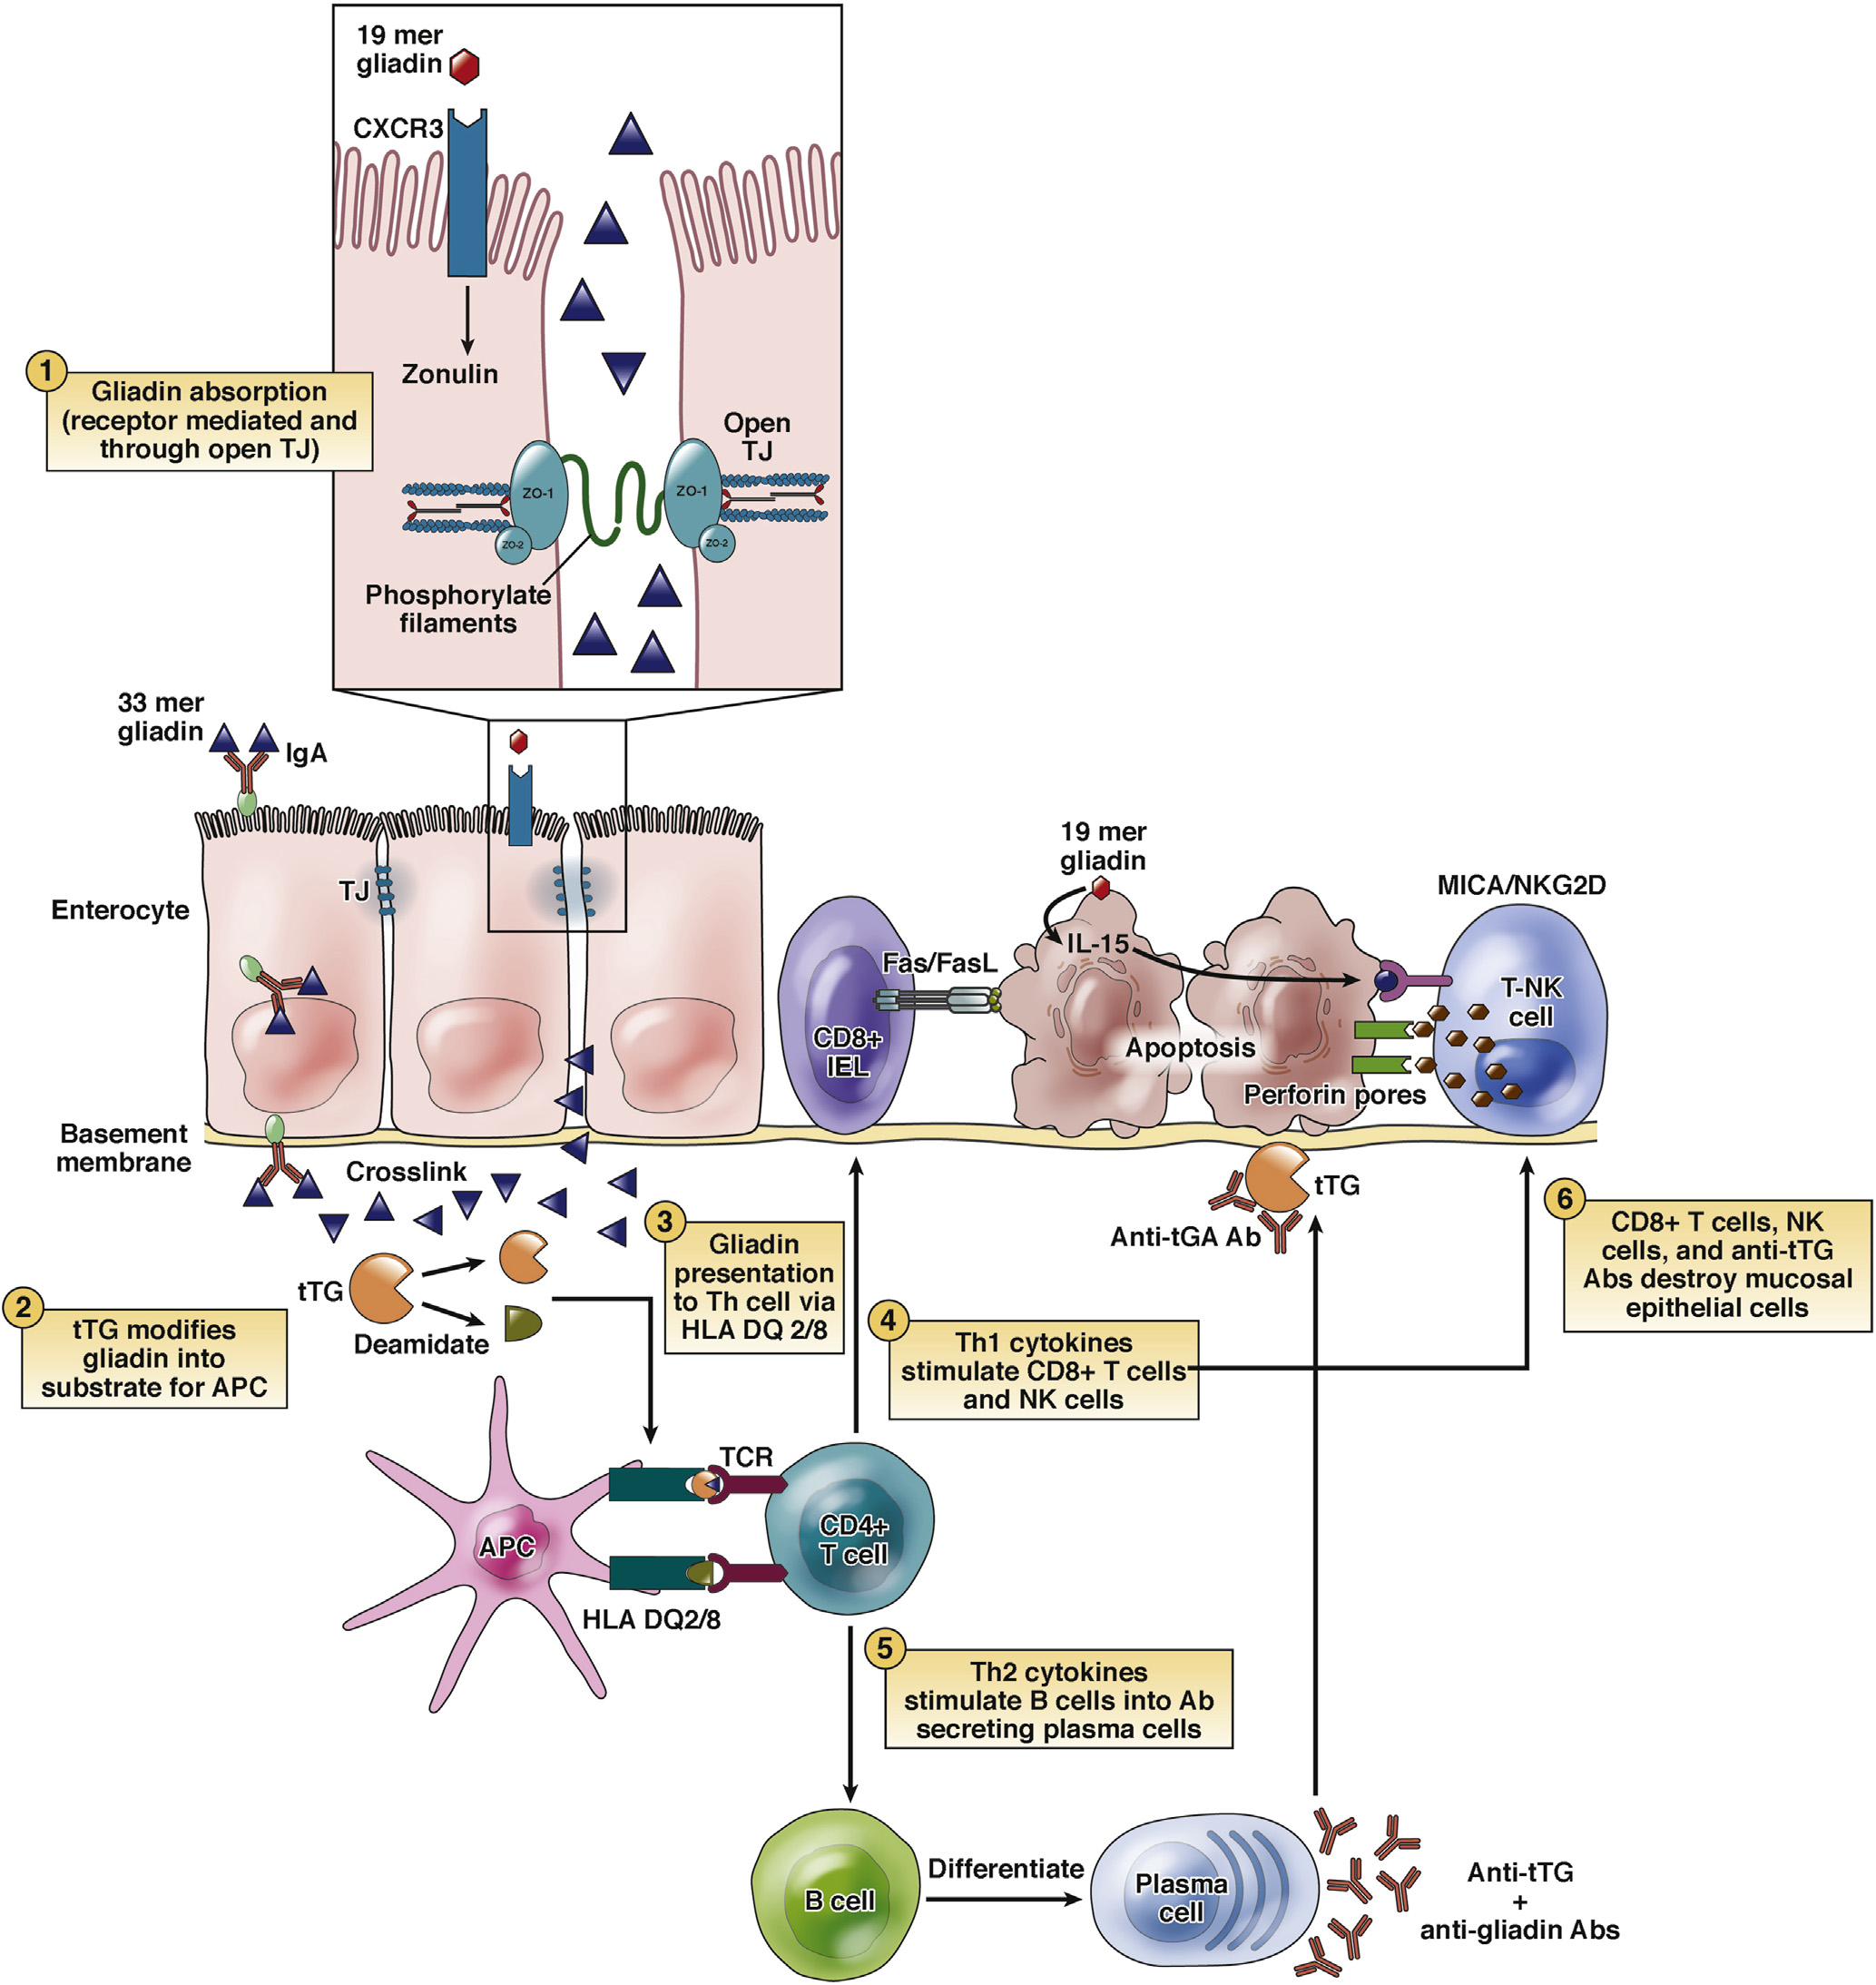 19 mer
gliadin
CXCR3
Zonulin
1
Gliadin absorption
(receptor mediated and
through open TJ)
Open
TJ
ZO-1
ZO-1
ZO-2
ZO-2
Phosphorylate
filaments
33 mer
gliadin
IgA
TJ
Enterocyte
19 mer
gliadin
IL-15
MICA/NKG2D
Fas/FasL
T-NK
cell
CD8+
IEL
Apoptosis
Perforin pores
Basement
membrane
Crosslink
tTG
Anti-tGA Ab
6
CD8+ T cells, NK
cells, and anti-tTG
Abs destroy mucosal
epithelial cells
3
Gliadin
presentation
to Th cell via
HLA DQ 2/8
tTG
Deamidate
2
tTG modifies
gliadin into
substrate for APC
4
Th1 cytokines
stimulate CD8+ T cells
and NK cells
TCR
APC
CD4+
T cell
HLA DQ2/8
5
Th2 cytokines
stimulate B cells into Ab
secreting plasma cells
B cell
Differentiate
Plasma
cell
Anti-tTG
+
anti-gliadin Abs